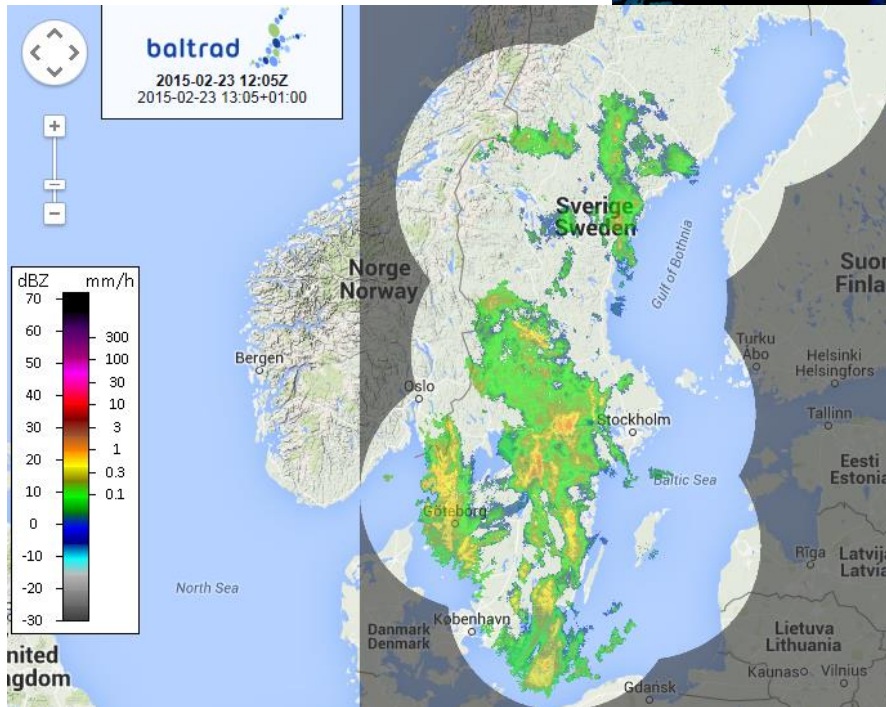 baltrad
2015-02-23 12:05Z
2015-02-23 13:05+01:00
+
−
Sverige
Sweden
Gulf of Bothnia
Norge
Norway
Suor
Finla
dBZ mm/h
70
60 300
50 100
40 30
10
30 3
20 1
0.3
10 0.1
0
-10
-20
-30
Bergen
Oslo
Turku
Åbo
Helsinki
Helsingfors
Stockholm
Tallinn
Eesti
Estonia
Baltic Sea
Göteborg
Rīga
Latvija
Latvia
North Sea
København
Danmark
Denmark
Lietuva
Lithuania
nited
gdom
Kaunas
Vilnius
Gdańsk